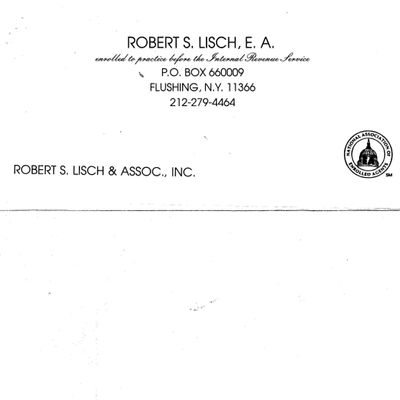 ROBERT S. LISCH, E. A.
enrolled to practice before the Internal Revenue Service
P.O. BOX 660009
FLUSHING, N.Y. 11366
212-279-4464
NATIONAL ASSOCIATION OF
ENROLLED AGENTS
SM
ROBERT S. LISCH & ASSOC., INC.